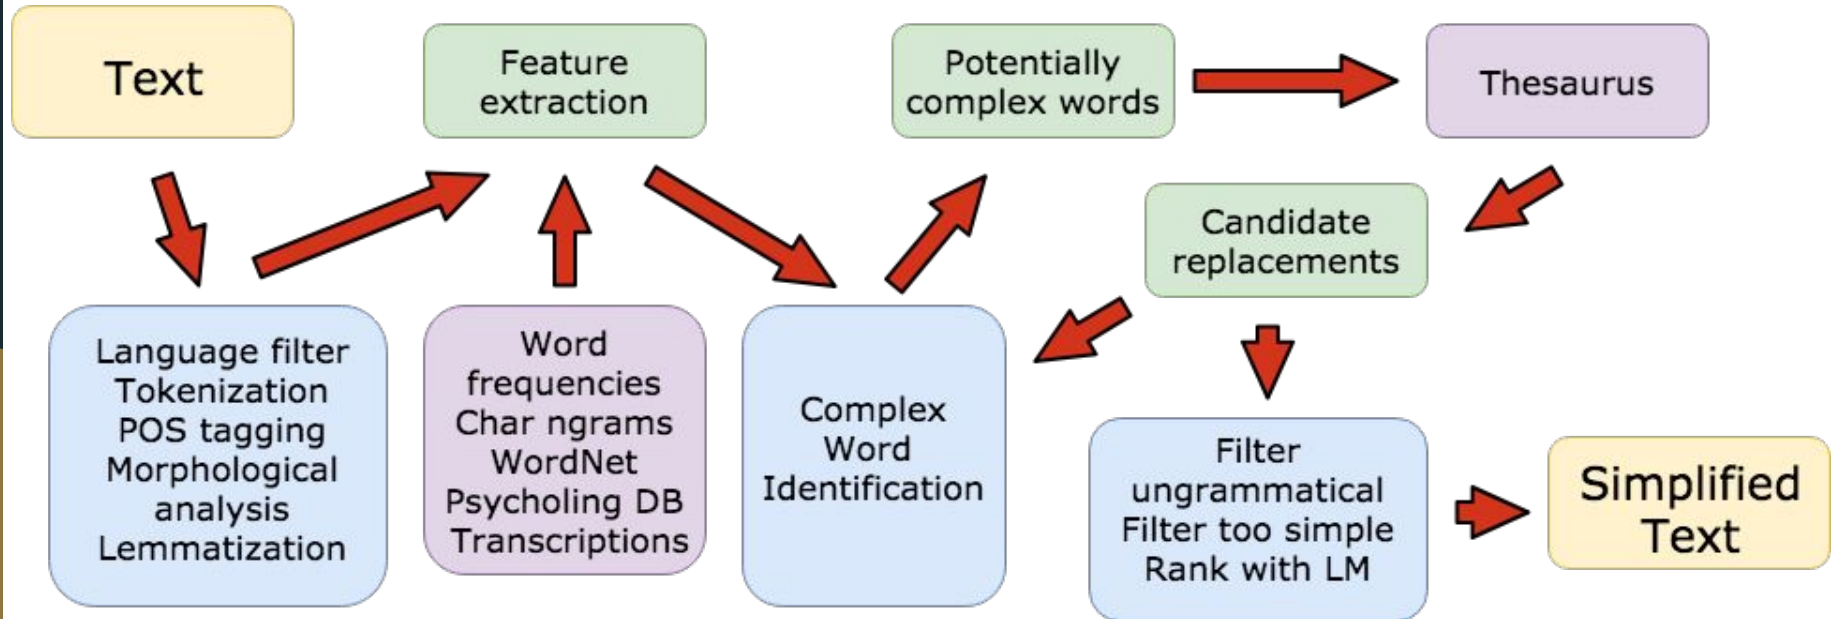 Text
Feature
extraction
Potentially
complex words
Thesaurus
Candidate
replacements
Language filter
Tokenization
POS tagging
Morphological
analysis
Lemmatization
Word
frequencies
Char ngrams
WordNet
Psycholing DB
Transcriptions
Complex
Word
Identification
Filter
ungrammatical
Filter too simple
Rank with LM
Simplified
Text